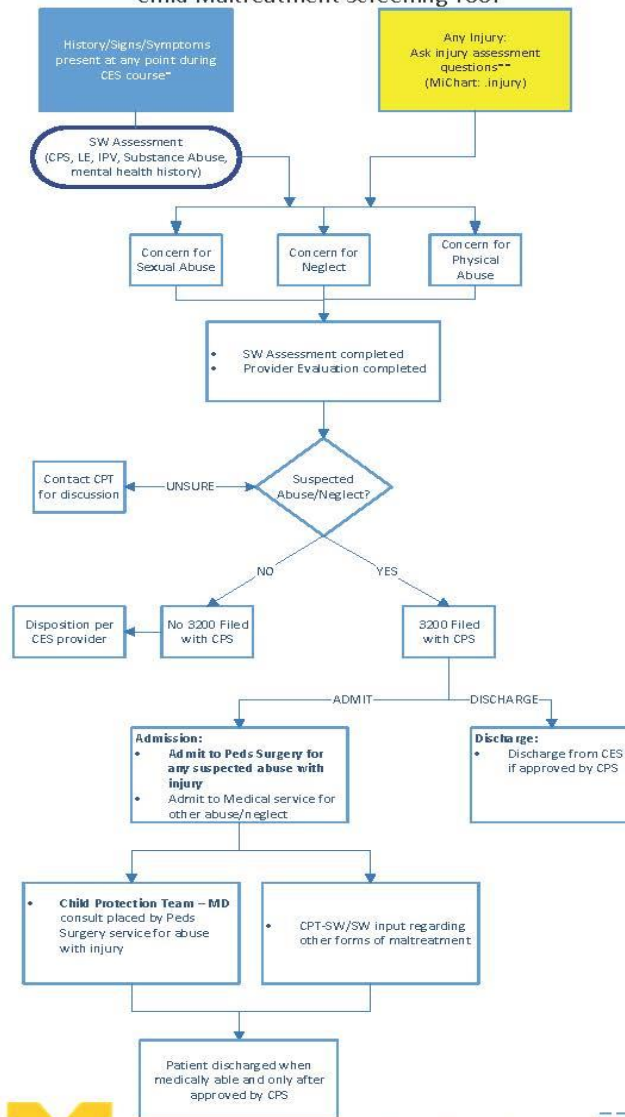 Child Maltreatment Screening Tool
History/Signs/Symptoms
present at any point during
CES course**
Any Injury:
Ask injury assessment
questions***
(MiChart: .injury)
SW Assessment
(CPS, LE, IPV, Substance Abuse,
mental health history)
Concern for
Sexual Abuse
Concern for
Neglect
Concern for
Physical
Abuse
• SW Assessment completed
• Provider Evaluation completed
Contact CPT
for discussion
UNSURE
Suspected
Abuse/Neglect?
NO
YES
Disposition per
CES provider
No 3200 Filed
with CPS
3200 Filed
with CPS
ADMIT
DISCHARGE
Admission:
• Admit to Peds Surgery for
any suspected abuse with
injury
• Admit to Medical service for
other abuse/neglect
Discharge:
• Discharge from CES
if approved by CPS
• Child Protection Team – MD
consult placed by Peds
Surgery service for abuse
with injury
• CPT-SW/SW input regarding
other forms of maltreatment
Patient discharged when
medically able and only after
approved by CPS